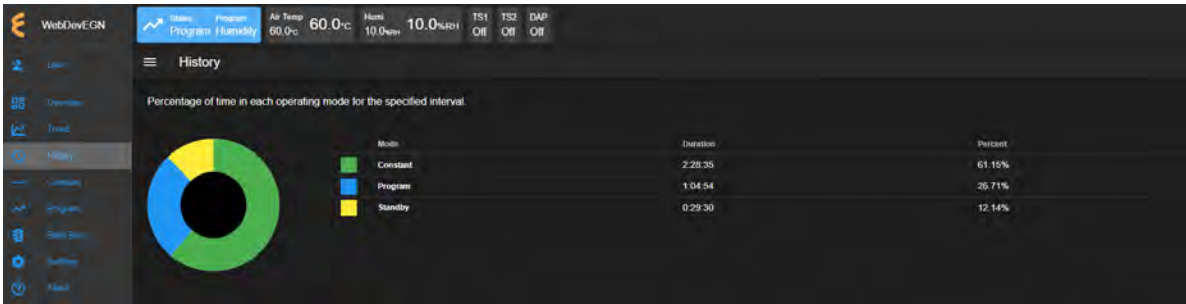 WebDevEGN
Status Program
Program Humidity
Air Temp
60.0°C 60.0°C
Humi
10.0%RH 10.0%RH
TS1 TS2 DAP
Off Off Off
History
Percentage of time in each operating mode for the specified interval.
Mode Duration Percent
Constant 2:28:35 61.15%
Program 1:04:54 26.71%
Standby 0:29:30 12.14%
Overview
Trend
History
Constant
Program
Settings
About